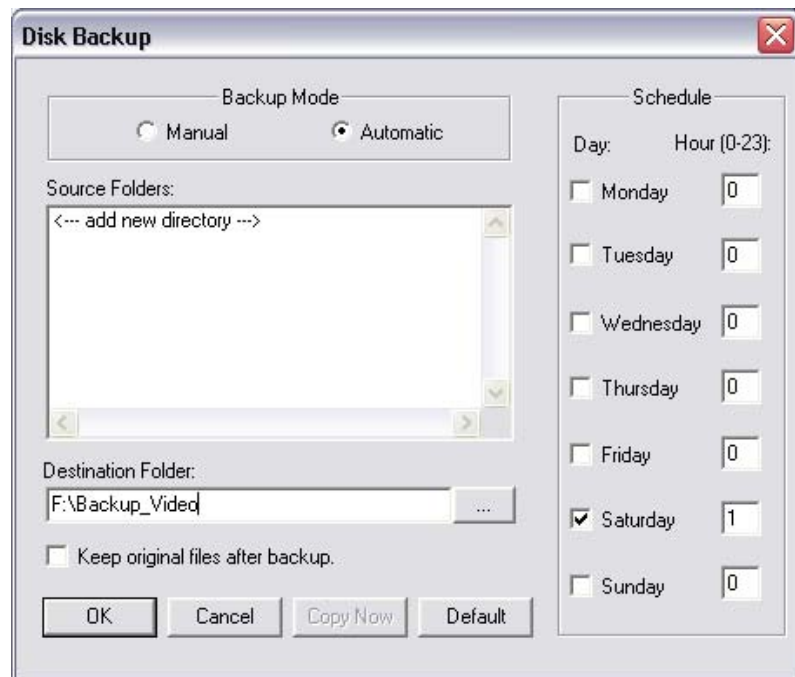 Disk Backup
Backup Mode
Manual
Automatic
Source Folders:
<--- add new directory --->
Destination Folder:
F:\Backup_Video
...
Keep original files after backup.
OK
Cancel
Copy Now
Default
Schedule
Day:
Hour (0-23):
Monday
0
Tuesday
0
Wednesday
0
Thursday
0
Friday
0
Saturday
1
Sunday
0